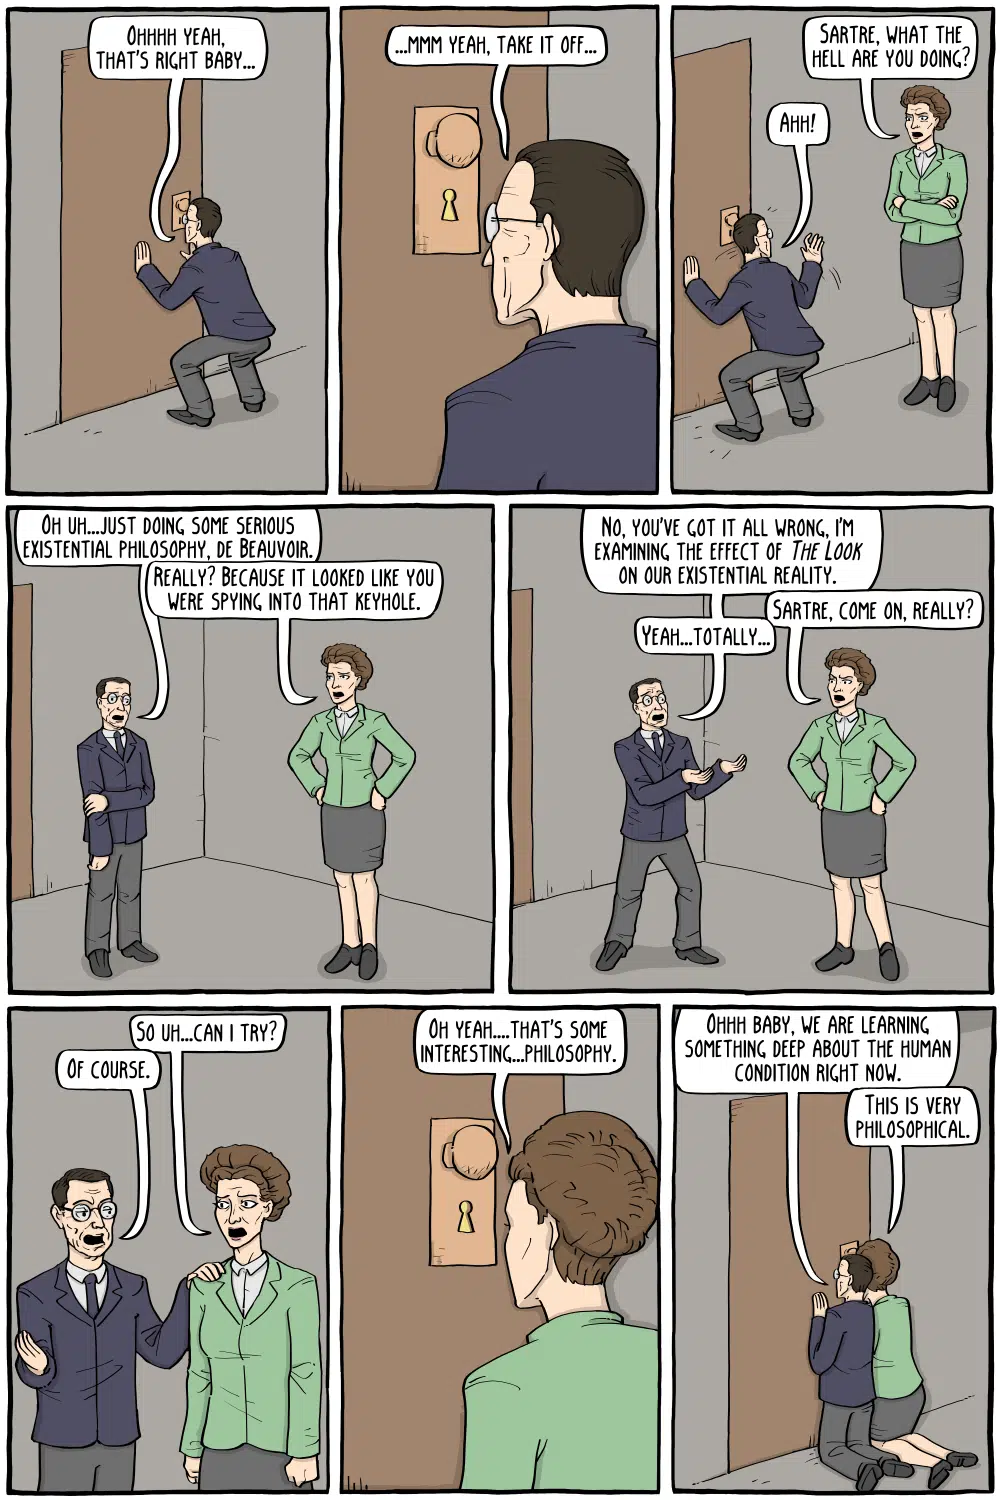 Ohhhh yeah,
that's right baby...
...Mmm yeah, take it off...
Sartre, what the
hell are you doing?
Ahh!
Oh uh...just doing some serious
existential philosophy, de Beauvoir.
Really? Because it looked like you
were spying into that keyhole.
No, you've got it all wrong, I'm
examining the effect of The Look
on our existential reality.
Sartre, come on, really?
Yeah...totally...
So uh...can I try?
Of course.
Oh yeah....that's some
interesting...philosophy.
Ohhh baby, we are learning
something deep about the human
condition right now.
This is very
philosophical.